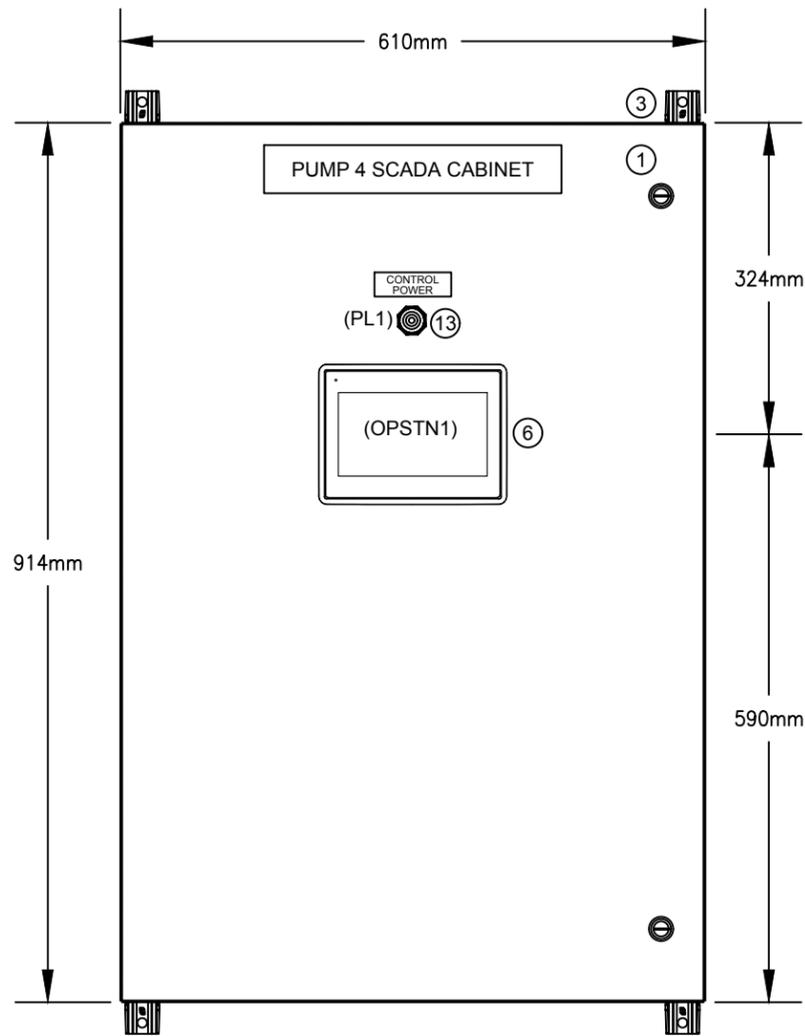 610mm
3
PUMP 4 SCADA CABINET
1
CONTROL
POWER
324mm
(PL1)
13
(OPSTN1)
6
914mm
590mm